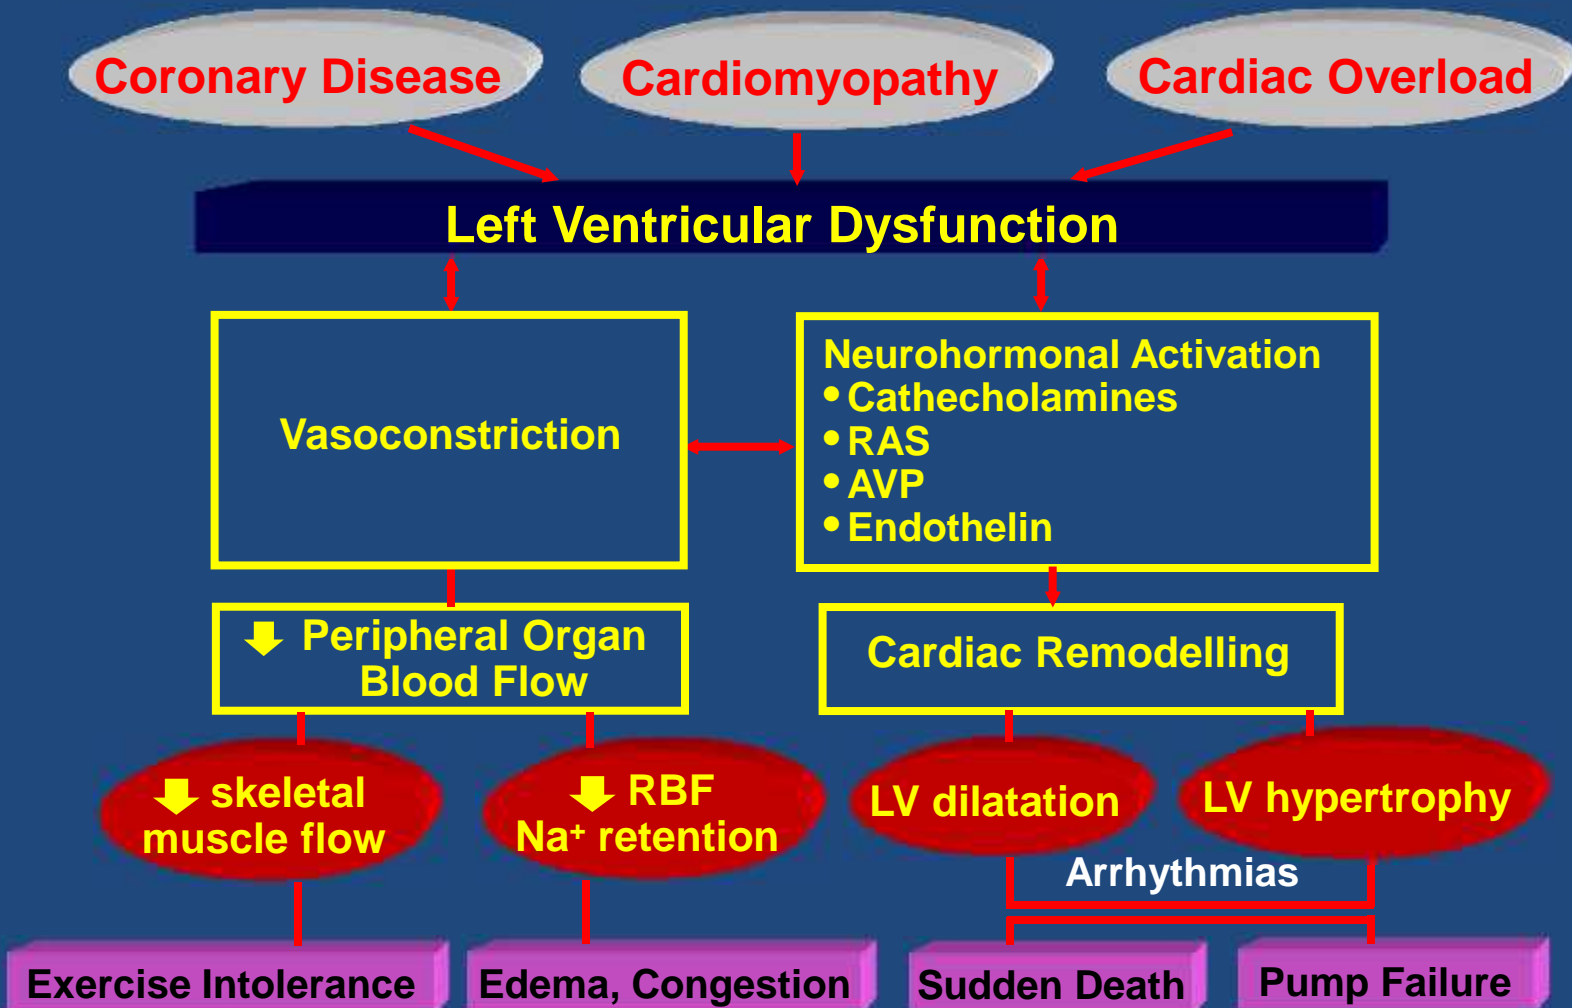 Coronary Disease
Cardiomyopathy
Cardiac Overload
Left Ventricular Dysfunction
Vasoconstriction
Neurohormonal Activation
• Cathecholamines
• RAS
• AVP
• Endothelin
Peripheral Organ
Blood Flow
Cardiac Remodelling
skeletal
muscle flow
RBF
Na⁺ retention
LV dilatation
LV hypertrophy
Arrhythmias
Exercise Intolerance
Edema, Congestion
Sudden Death
Pump Failure